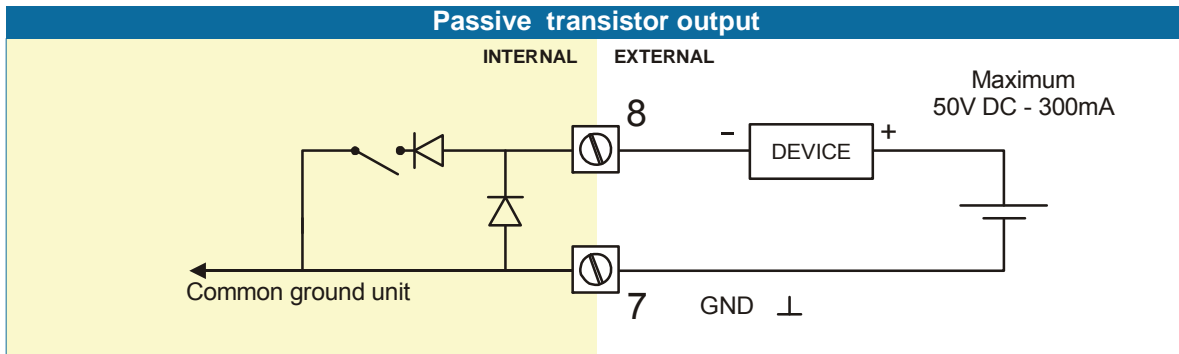 Passive transistor output
INTERNAL EXTERNAL
Maximum
50V DC - 300mA
8
– DEVICE +
Common ground unit
7 GND ⊥